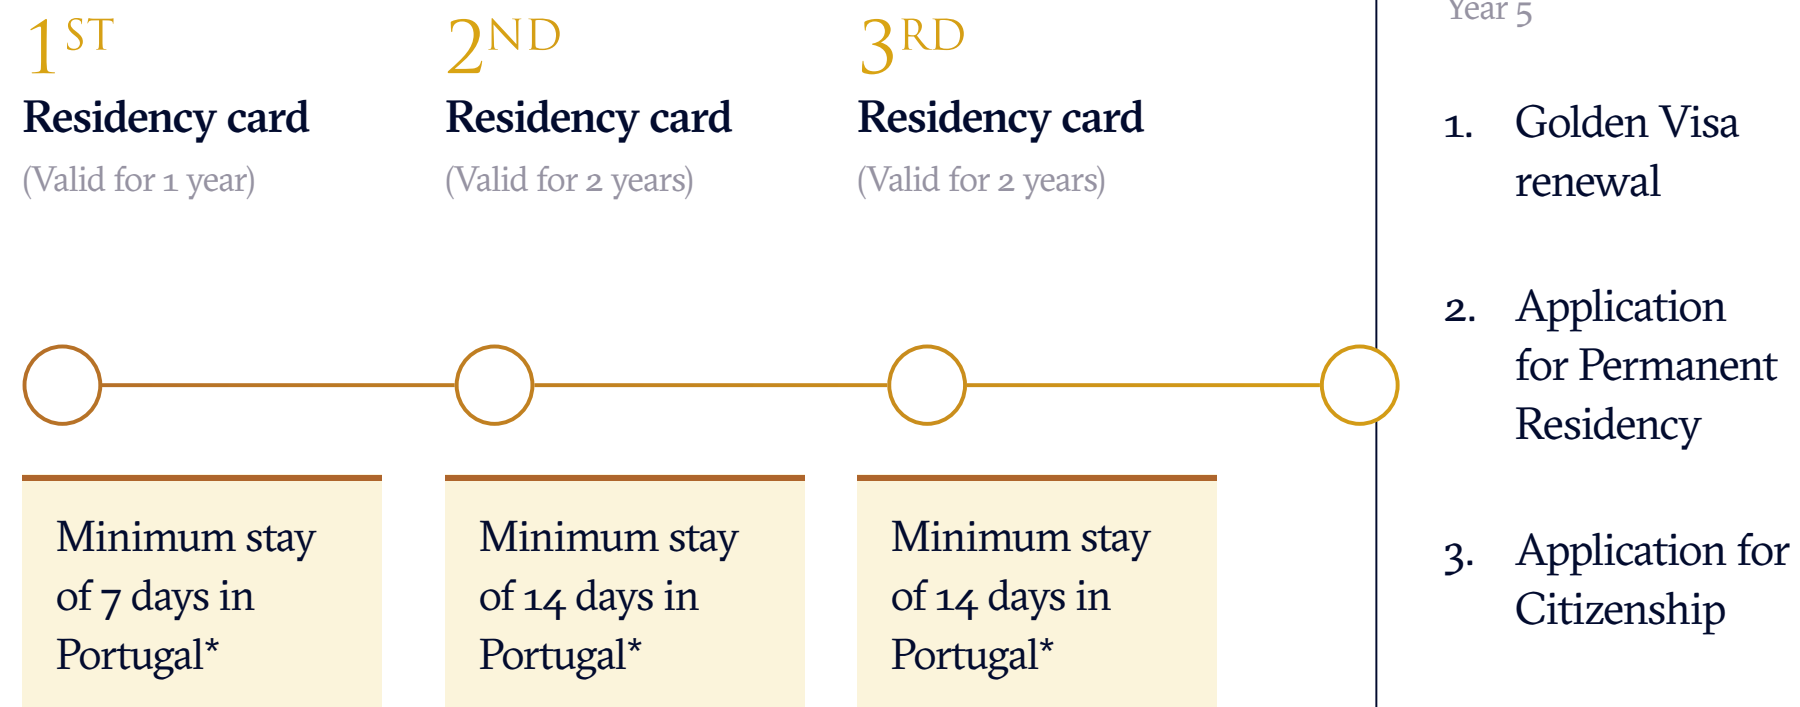 1ST
Residency card
(Valid for 1 year)
Minimum stay
of 7 days in
Portugal*
2ND
Residency card
(Valid for 2 years)
Minimum stay
of 14 days in
Portugal*
3RD
Residency card
(Valid for 2 years)
Minimum stay
of 14 days in
Portugal*
Year 5
1. Golden Visa
renewal
2. Application
for Permanent
Residency
3. Application for
Citizenship